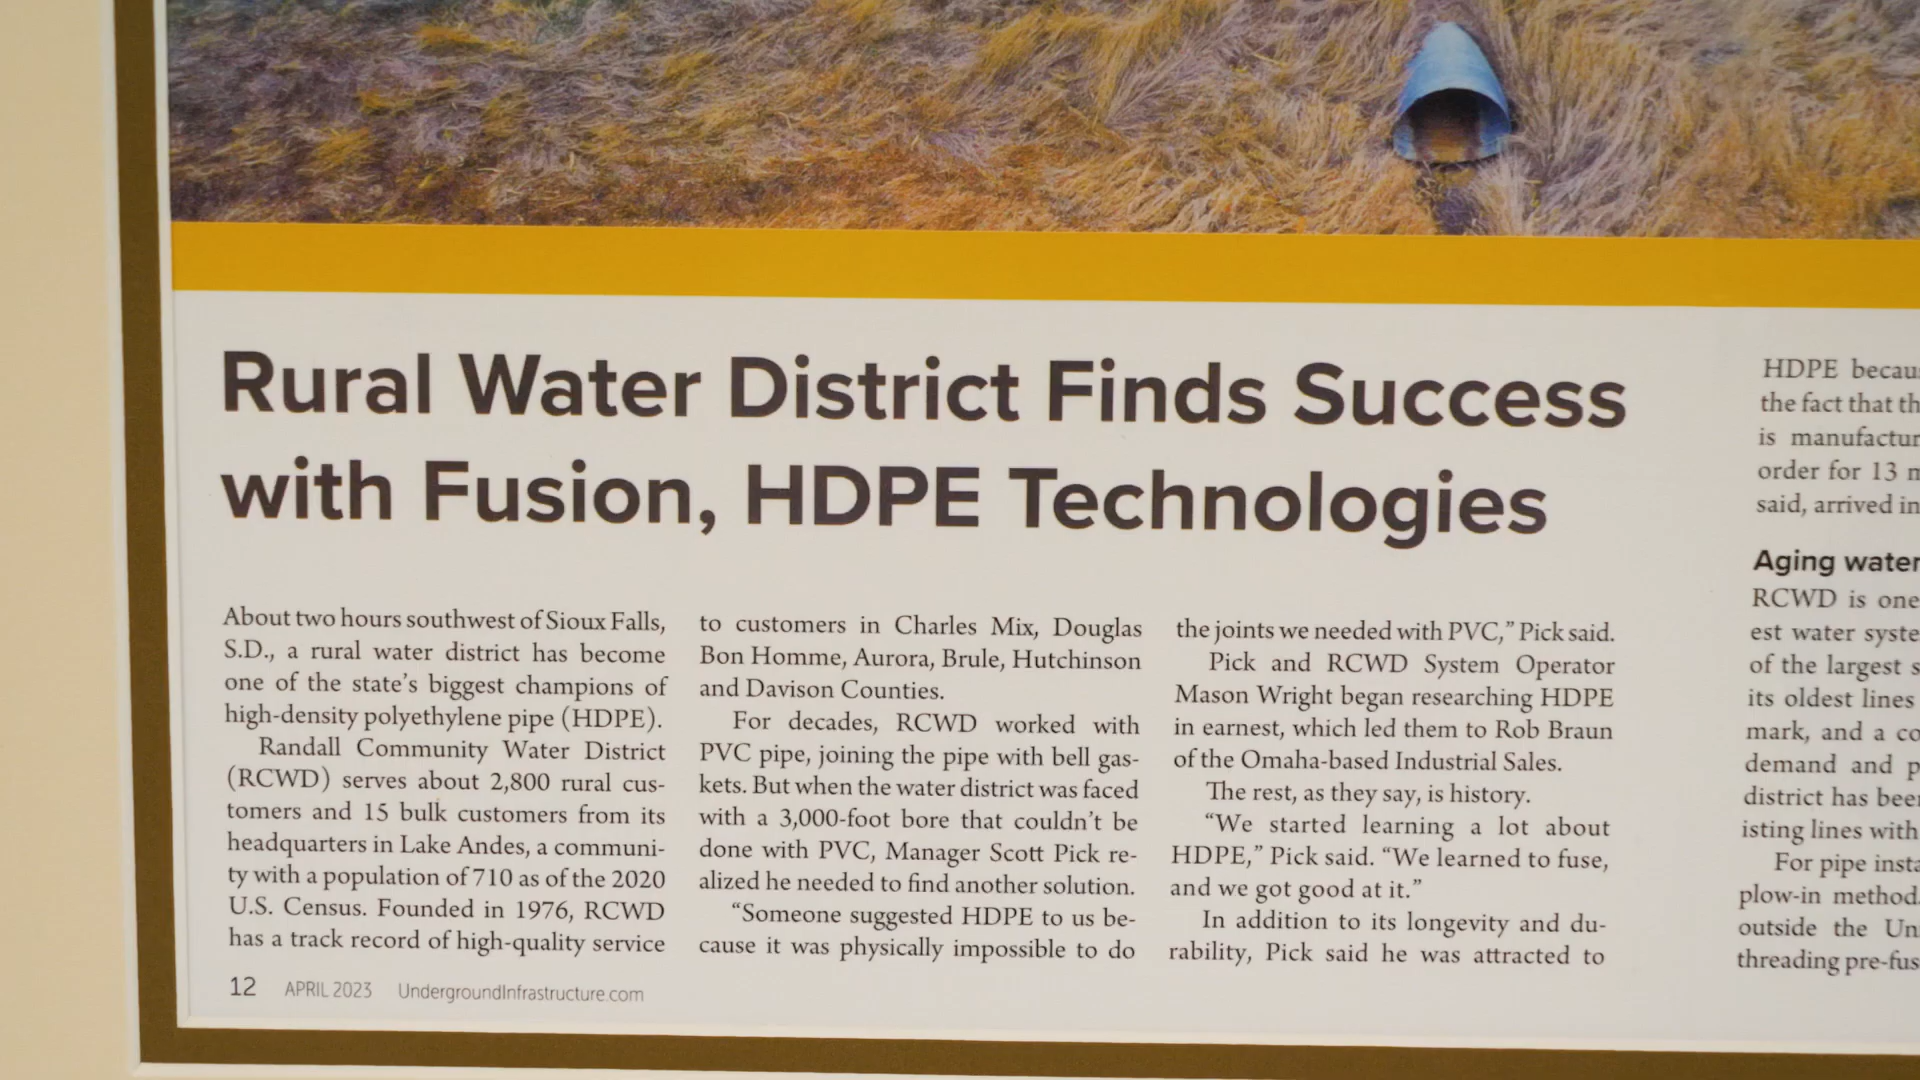 Rural Water District Finds Success
with Fusion, HDPE Technologies
About two hours southwest of Sioux Falls,
S.D., a rural water district has become
one of the state's biggest champions of
high-density polyethylene pipe (HDPE).
Randall Community Water District
(RCWD) serves about 2,800 rural cus-
tomers and 15 bulk customers from its
headquarters in Lake Andes, a communi-
ty with a population of 710 as of the 2020
U.S. Census. Founded in 1976, RCWD
has a track record of high-quality service
to customers in Charles Mix, Douglas
Bon Homme, Aurora, Brule, Hutchinson
and Davison Counties.
For decades, RCWD worked with
PVC pipe, joining the pipe with bell gas-
kets. But when the water district was faced
with a 3,000-foot bore that couldn't be
done with PVC, Manager Scott Pick re-
alized he needed to find another solution.
"Someone suggested HDPE to us be-
cause it was physically impossible to do
the joints we needed with PVC," Pick said.
Pick and RCWD System Operator
Mason Wright began researching HDPE
in earnest, which led them to Rob Braun
of the Omaha-based Industrial Sales.
The rest, as they say, is history.
"We started learning a lot about
HDPE," Pick said. "We learned to fuse,
and we got good at it."
In addition to its longevity and du-
rability, Pick said he was attracted to
HDPE
the fact that
is
order for 13
said, arrived in
Aging water
RCWD is one
est water
of the largest
its oldest lines
mark, and a
demand and
district has
isting lines with
For pipe
plow-in method.
outside the
threading
12 APRIL 2023 UndergroundInfrastructure.com